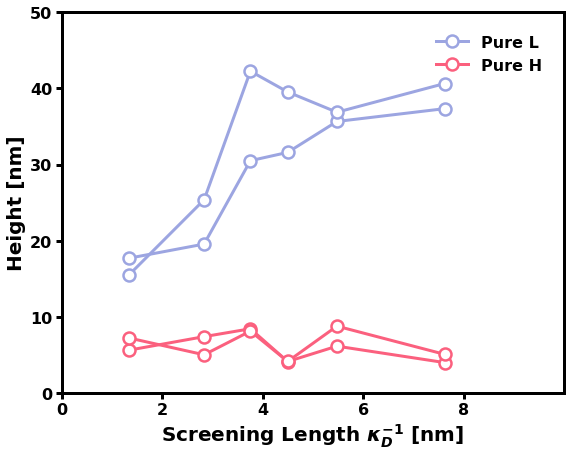 50
40
30
20
10
0
Height [nm]
Pure L
Pure H
0 2 4 6 8
Screening Length κ_D^{-1} [nm]